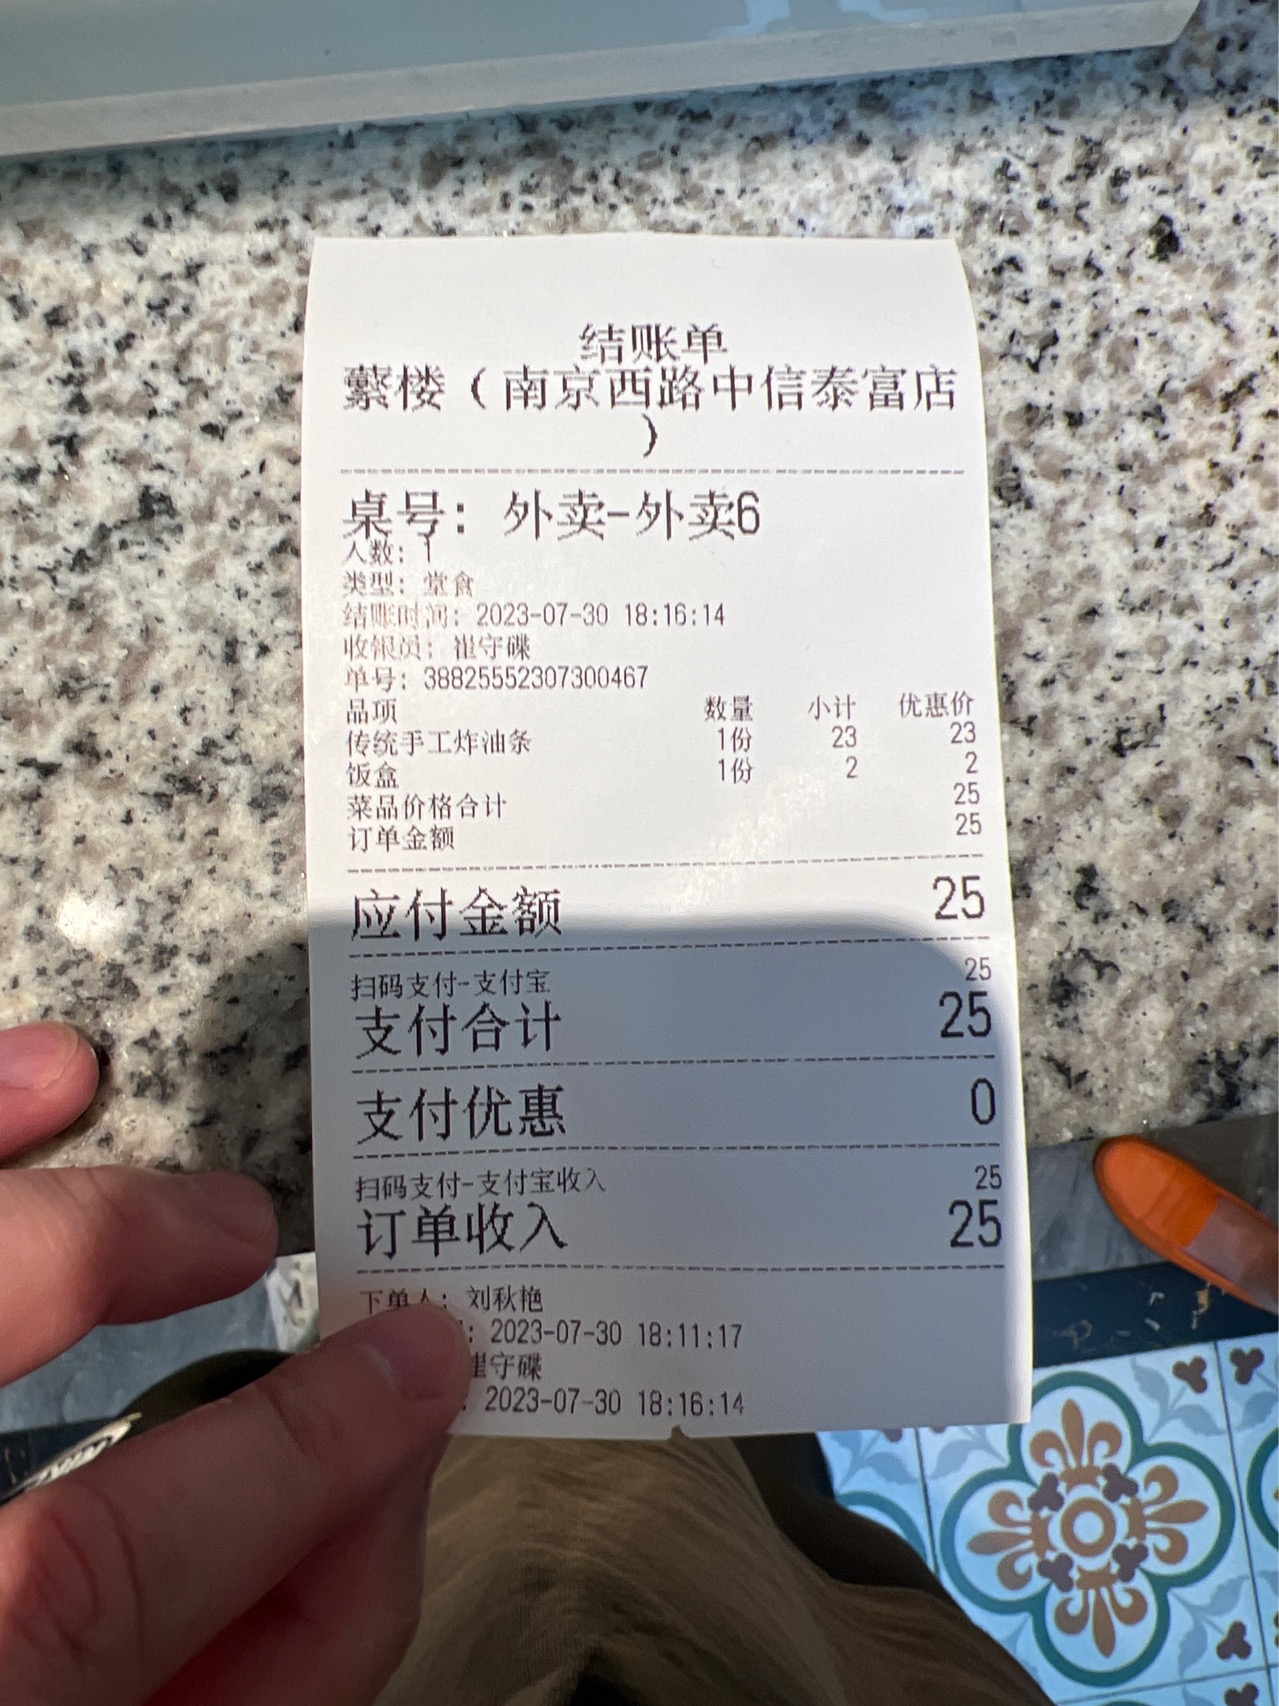 结账单
蘩楼（南京西路中信泰富店
）
桌号：外卖-外卖6
人数：1
类型：堂食
结账时间：2023-07-30 18:16:14
收银员：崔守碟
单号：388255552307300467
品项 数量 小计 优惠价
传统手工炸油条 1份 23 23
饭盒 1份 2 2
菜品价格合计 25
订单金额 25
应付金额 25
扫码支付-支付宝 25
支付合计 25
支付优惠 0
扫码支付-支付宝收入 25
订单收入 25
下单人：刘秋艳
：2023-07-30 18:11:17
崔守碟
：2023-07-30 18:16:14